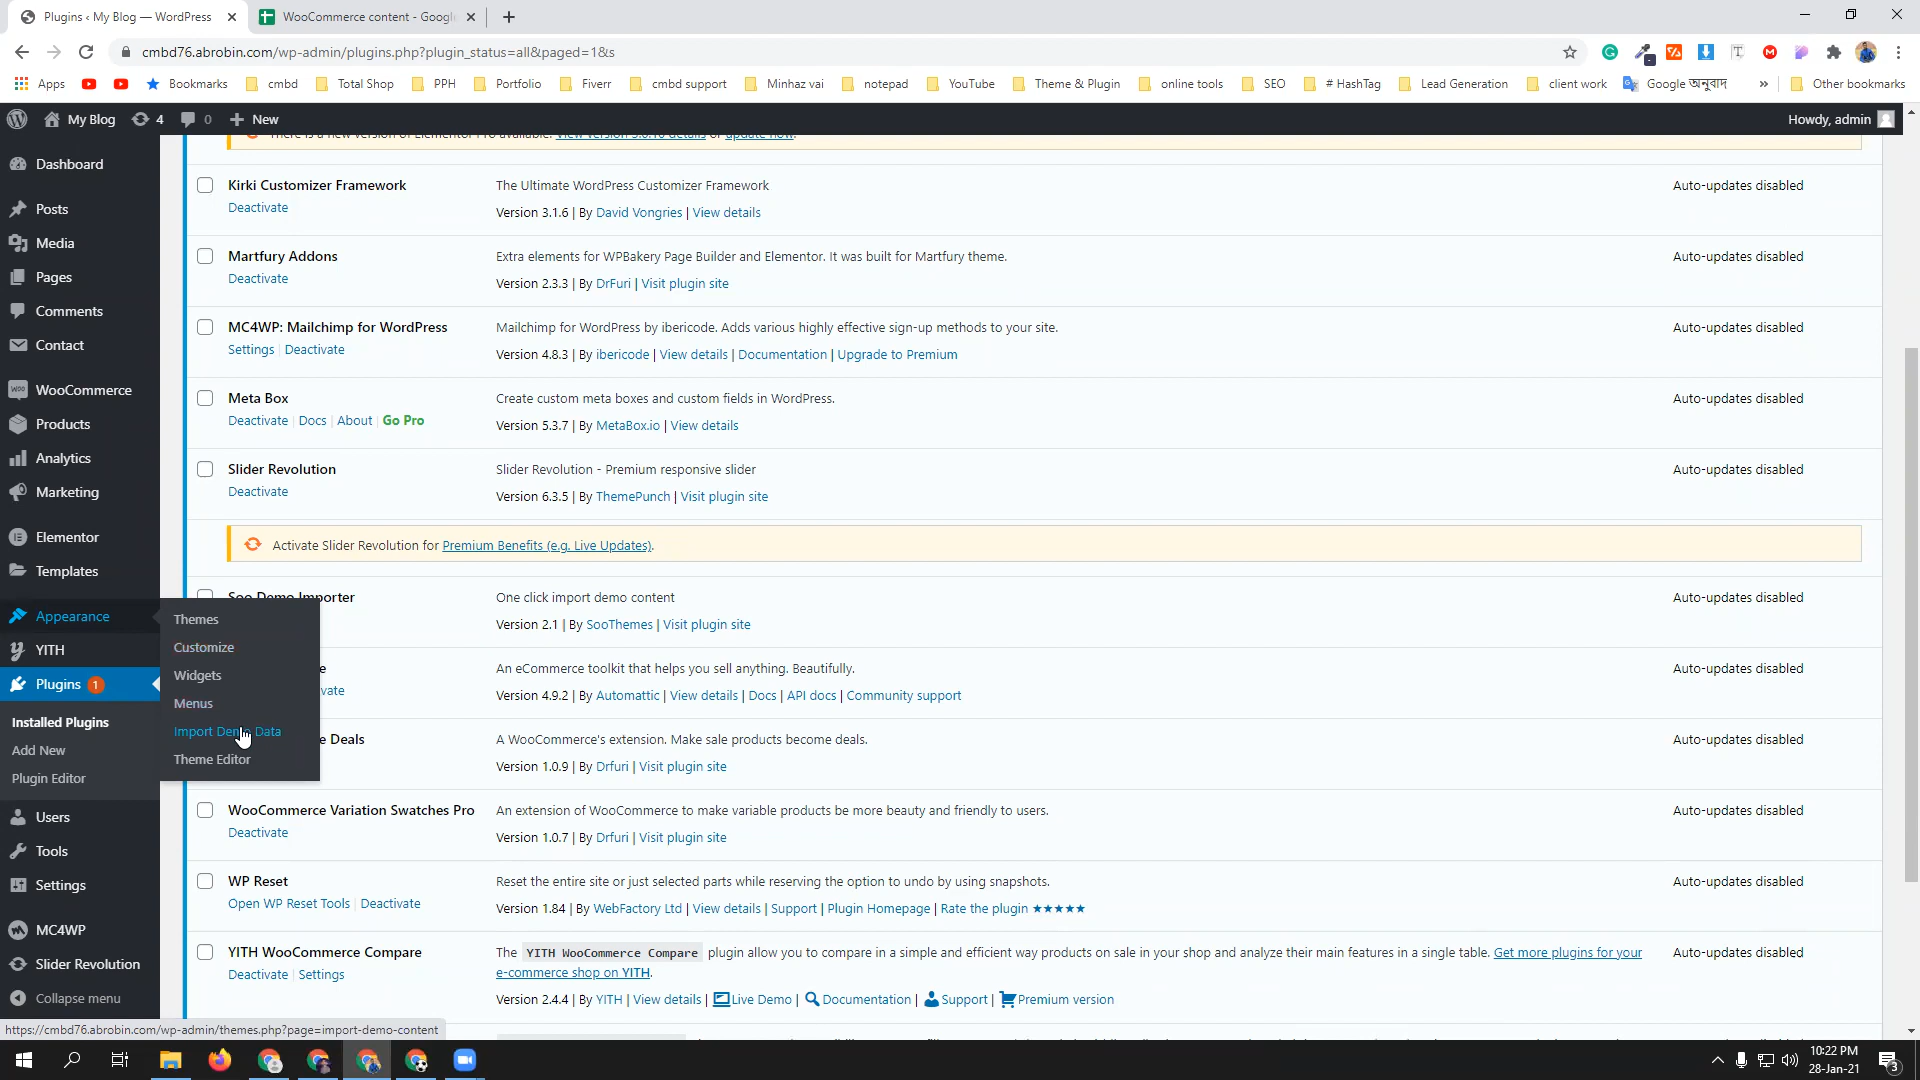 Plugins ‹ My Blog — WordPress
WooCommerce content - Google
cmbd76.abrobin.com/wp-admin/plugins.php?plugin_status=all&paged=1&s
Apps Bookmarks cmbd Total Shop PPH Portfolio Fiverr cmbd support Minhaz vai notepad YouTube Theme & Plugin online tools SEO # HashTag Lead Generation client work Google অনুবাদ » Other bookmarks
My Blog 4 0 New Howdy, admin
There is a new version of Elementor Pro available. View version 3.0.10 details or update now.
Dashboard
Posts
Media
Pages
Comments
Contact
WooCommerce
Products
Analytics
Marketing
Elementor
Templates
Appearance
YITH
Plugins 1
Installed Plugins
Add New
Plugin Editor
Users
Tools
Settings
MC4WP
Slider Revolution
Collapse menu
Themes
Customize
Widgets
Menus
Import Demo Data
Theme Editor
Kirki Customizer Framework The Ultimate WordPress Customizer Framework Auto-updates disabled
Deactivate Version 3.1.6 | By David Vongries | View details
Martfury Addons Extra elements for WPBakery Page Builder and Elementor. It was built for Martfury theme. Auto-updates disabled
Deactivate Version 2.3.3 | By DrFuri | Visit plugin site
MC4WP: Mailchimp for WordPress Mailchimp for WordPress by ibericode. Adds various highly effective sign-up methods to your site. Auto-updates disabled
Settings | Deactivate Version 4.8.3 | By ibericode | View details | Documentation | Upgrade to Premium
Meta Box Create custom meta boxes and custom fields in WordPress. Auto-updates disabled
Deactivate | Docs | About | Go Pro Version 5.3.7 | By MetaBox.io | View details
Slider Revolution Slider Revolution - Premium responsive slider Auto-updates disabled
Deactivate Version 6.3.5 | By ThemePunch | Visit plugin site
Activate Slider Revolution for Premium Benefits (e.g. Live Updates).
Soo Demo Importer One click import demo content Auto-updates disabled
Version 2.1 | By SooThemes | Visit plugin site
e An eCommerce toolkit that helps you sell anything. Beautifully. Auto-updates disabled
vate Version 4.9.2 | By Automattic | View details | Docs | API docs | Community support
e Deals A WooCommerce's extension. Make sale products become deals. Auto-updates disabled
Version 1.0.9 | By Drfuri | Visit plugin site
WooCommerce Variation Swatches Pro An extension of WooCommerce to make variable products be more beauty and friendly to users. Auto-updates disabled
Deactivate Version 1.0.7 | By Drfuri | Visit plugin site
WP Reset Reset the entire site or just selected parts while reserving the option to undo by using snapshots. Auto-updates disabled
Open WP Reset Tools | Deactivate Version 1.84 | By WebFactory Ltd | View details | Support | Plugin Homepage | Rate the plugin ★★★★★
YITH WooCommerce Compare The YITH WooCommerce Compare plugin allow you to compare in a simple and efficient way products on sale in your shop and analyze their main features in a single table. Get more plugins for your Auto-updates disabled
Deactivate | Settings e-commerce shop on YITH.
Version 2.4.4 | By YITH | View details | Live Demo | Documentation | Support | Premium version
https://cmbd76.abrobin.com/wp-admin/themes.php?page=import-demo-content
10:22 PM
28-Jan-21
3